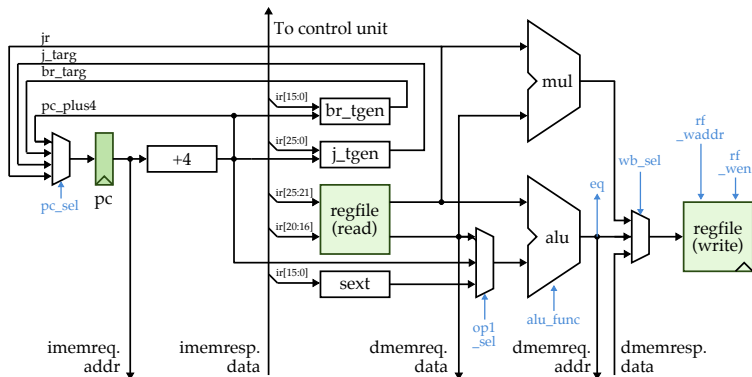 To control unit
jr
j_targ
br_targ
pc_plus4
ir[15:0]
br_tgen
ir[25:0]
j_tgen
mul
+4
pc
pc_sel
ir[25:21]
regfile
(read)
ir[20:16]
ir[15:0]
sext
op1
_sel
alu
alu_func
eq
wb_sel
rf
_waddr
rf
_wen
regfile
(write)
imemreq.
addr
imemresp.
data
dmemreq.
data
dmemreq.
addr
dmemresp.
data